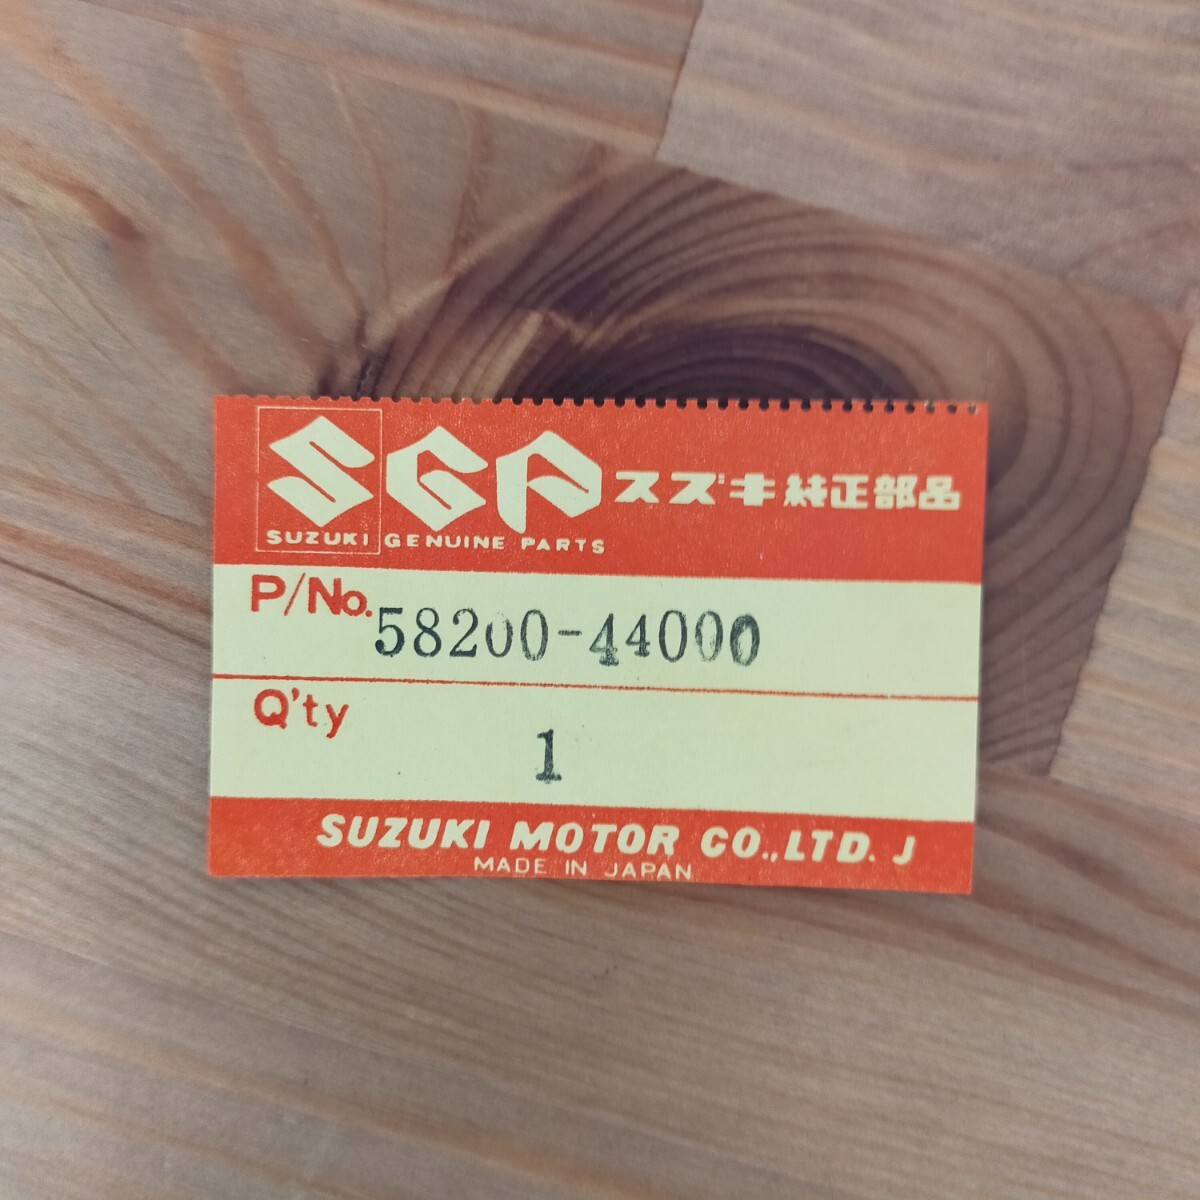 SGP スズキ純正部品
SUZUKI GENUINE PARTS
P/No. 58200-44000
Q'ty 1
SUZUKI MOTOR CO.,LTD. J
MADE IN JAPAN